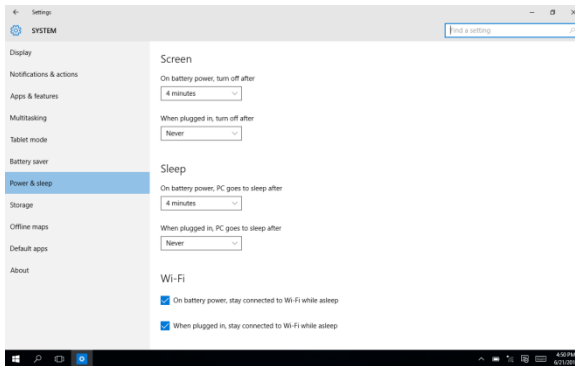 Settings
SYSTEM
Find a setting
Display
Notifications & actions
Apps & features
Multitasking
Tablet mode
Battery saver
Power & sleep
Storage
Offline maps
Default apps
About
Screen
On battery power, turn off after
4 minutes
When plugged in, turn off after
Never
Sleep
On battery power, PC goes to sleep after
4 minutes
When plugged in, PC goes to sleep after
Never
Wi-Fi
On battery power, stay connected to Wi-Fi while asleep
When plugged in, stay connected to Wi-Fi while asleep
4:50 PM